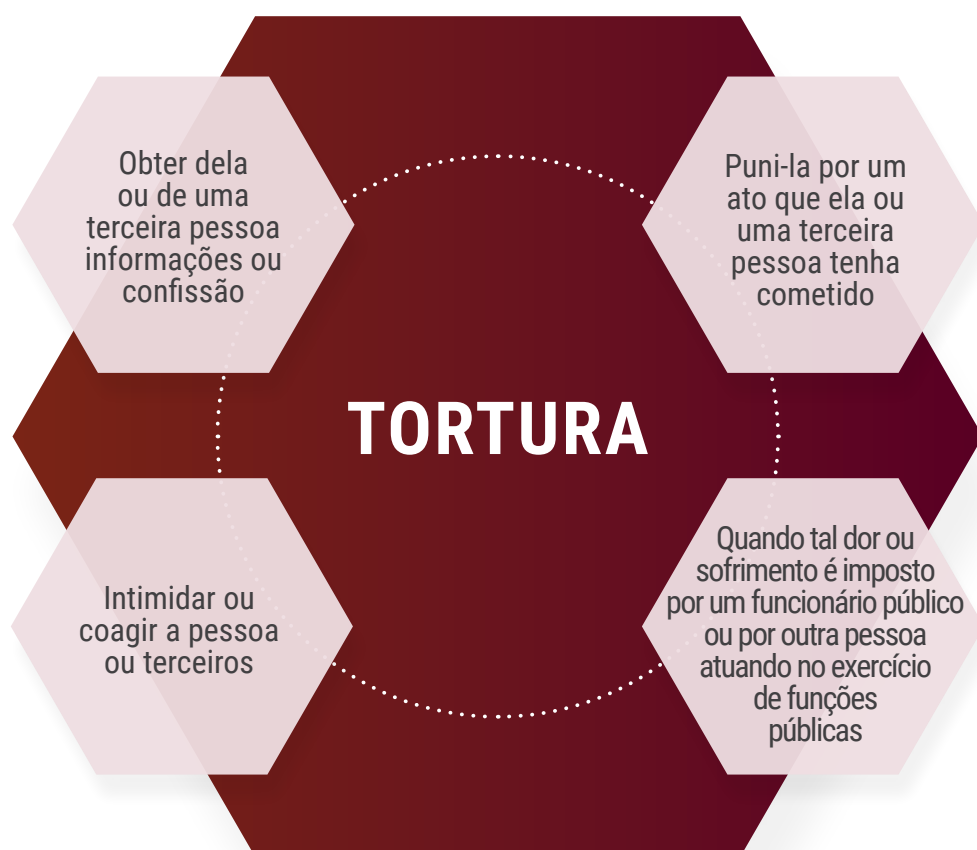 Obter dela
ou de uma
terceira pessoa
informações ou
confissão
Puni-la por um
ato que ela ou
uma terceira
pessoa tenha
cometido
TORTURA
Intimidar ou
coagir a pessoa
ou terceiros
Quando tal dor ou
sofrimento é imposto
por um funcionário público
ou por outra pessoa
atuando no exercício
de funções
públicas